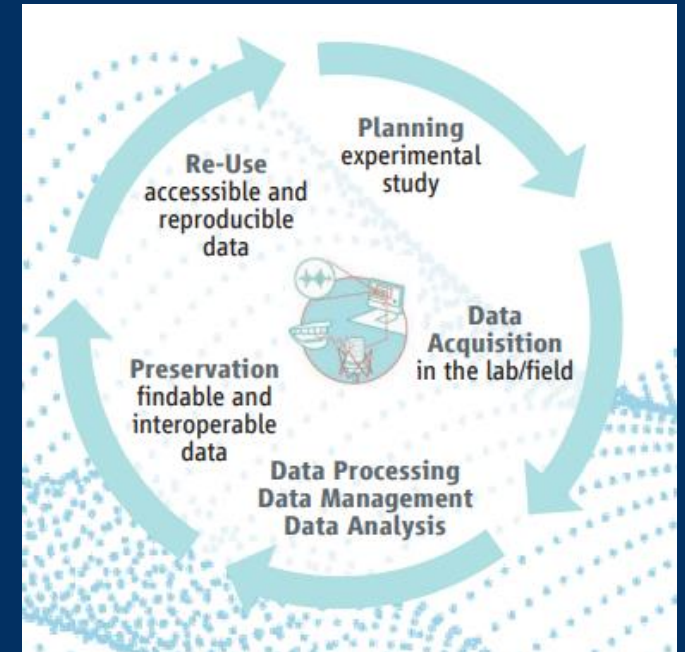 Planning
experimental
study
Data
Acquisition
in the lab/field
Data Processing
Data Management
Data Analysis
Preservation
findable and
interoperable
data
Re-Use
accesssible and
reproducible
data